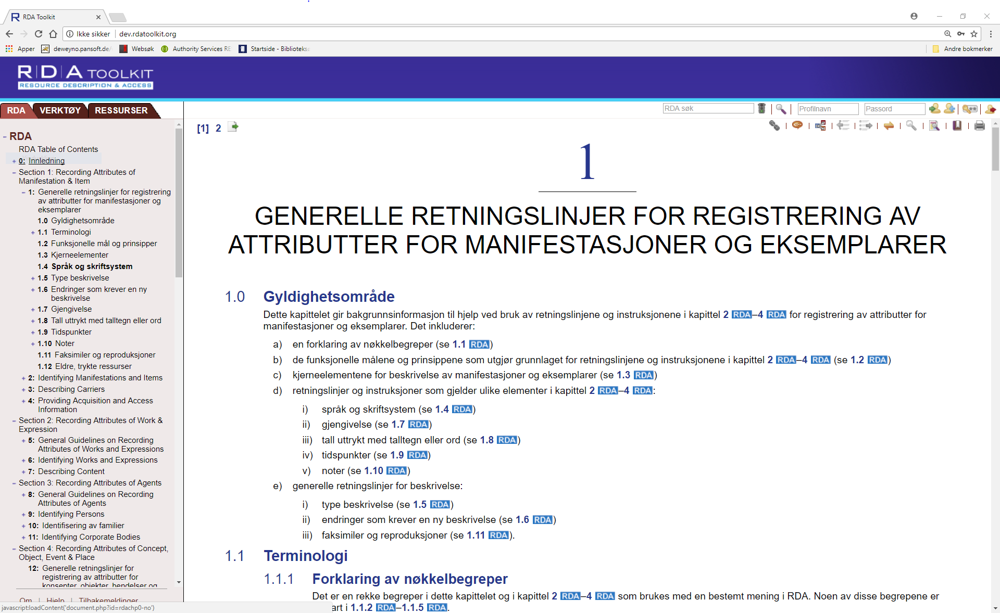 RDA Toolkit
Ikke sikker
dev.rdatoolkit.org
Apper
deweyno.pansoft.de/
Websøk
Authority Services RE
Startside - Biblioteks
Andre bokmerker
R|D|A TOOLKIT
RESOURCE DESCRIPTION & ACCESS
RDA
VERKTØY
RESSURSER
RDA søk
Profilnavn
Passord
- RDA
RDA Table of Contents
+ 0: Innledning
- Section 1: Recording Attributes of
Manifestation & Item
- 1: Generelle retningslinjer for registrering
av attributter for manifestasjoner og
eksemplarer
1.0 Gyldighetsområde
+ 1.1 Terminologi
1.2 Funksjonelle mål og prinsipper
1.3 Kjerneelementer
1.4 Språk og skriftsystem
+ 1.5 Type beskrivelse
+ 1.6 Endringer som krever en ny
beskrivelse
+ 1.7 Gjengivelse
+ 1.8 Tall uttrykt med talltegn eller ord
+ 1.9 Tidspunkter
+ 1.10 Noter
1.11 Faksimiler og reproduksjoner
1.12 Eldre, trykte ressurser
+ 2: Identifying Manifestations and Items
+ 3: Describing Carriers
+ 4: Providing Acquisition and Access
Information
- Section 2: Recording Attributes of Work &
Expression
+ 5: General Guidelines on Recording
Attributes of Works and Expressions
+ 6: Identifying Works and Expressions
+ 7: Describing Content
- Section 3: Recording Attributes of Agents
+ 8: General Guidelines on Recording
Attributes of Agents
+ 9: Identifying Persons
+ 10: Identifisering av familier
+ 11: Identifying Corporate Bodies
- Section 4: Recording Attributes of Concept,
Object, Event & Place
12: Generelle retningslinjer for
registrering av attributter for
konsepter, objekter, hendelser og
Om | Hjelp | Tilbakemeldinger
javascript:loadContent('document.php?id=rdachp0-no')
[1] 2
1
GENERELLE RETNINGSLINJER FOR REGISTRERING AV
ATTRIBUTTER FOR MANIFESTASJONER OG EKSEMPLARER
1.0 Gyldighetsområde
Dette kapittelet gir bakgrunnsinformasjon til hjelp ved bruk av retningslinjene og instruksjonene i kapittel 2 RDA–4 RDA for registrering av attributter for
manifestasjoner og eksemplarer. Det inkluderer:
a) en forklaring av nøkkelbegreper (se 1.1 RDA)
b) de funksjonelle målene og prinsippene som utgjør grunnlaget for retningslinjene og instruksjonene i kapittel 2 RDA–4 RDA (se 1.2 RDA)
c) kjerneelementene for beskrivelse av manifestasjoner og eksemplarer (se 1.3 RDA)
d) retningslinjer og instruksjoner som gjelder ulike elementer i kapittel 2 RDA–4 RDA:
i) språk og skriftsystem (se 1.4 RDA)
ii) gjengivelse (se 1.7 RDA)
iii) tall uttrykt med talltegn eller ord (se 1.8 RDA)
iv) tidspunkter (se 1.9 RDA)
v) noter (se 1.10 RDA)
e) generelle retningslinjer for beskrivelse:
i) type beskrivelse (se 1.5 RDA)
ii) endringer som krever en ny beskrivelse (se 1.6 RDA)
iii) faksimiler og reproduksjoner (se 1.11 RDA).
1.1 Terminologi
1.1.1 Forklaring av nøkkelbegreper
Det er en rekke begreper i dette kapittelet og i kapittel 2 RDA–4 RDA som brukes med en bestemt mening i RDA. Noen av disse begrepene er
art i 1.1.2 RDA–1.1.5 RDA.